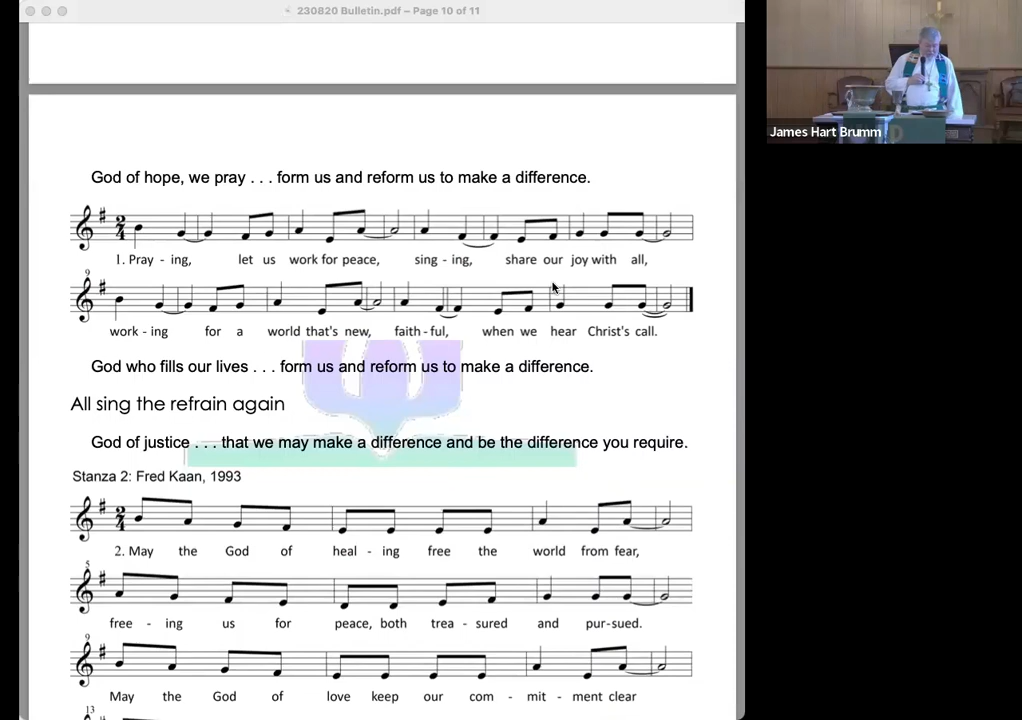 230820 Bulletin.pdf – Page 10 of 11
God of hope, we pray . . . form us and reform us to make a difference.
1. Pray - ing, let us work for peace, sing - ing, share our joy with all,
9
work - ing for a world that's new, faith - ful, when we hear Christ's call.
God who fills our lives . . . form us and reform us to make a difference.
All sing the refrain again
God of justice . . . that we may make a difference and be the difference you require.
Stanza 2: Fred Kaan, 1993
2. May the God of heal - ing free the world from fear,
5
free - ing us for peace, both trea - sured and pur-sued.
9
May the God of love keep our com - mit - ment clear
13
James Hart Brumm